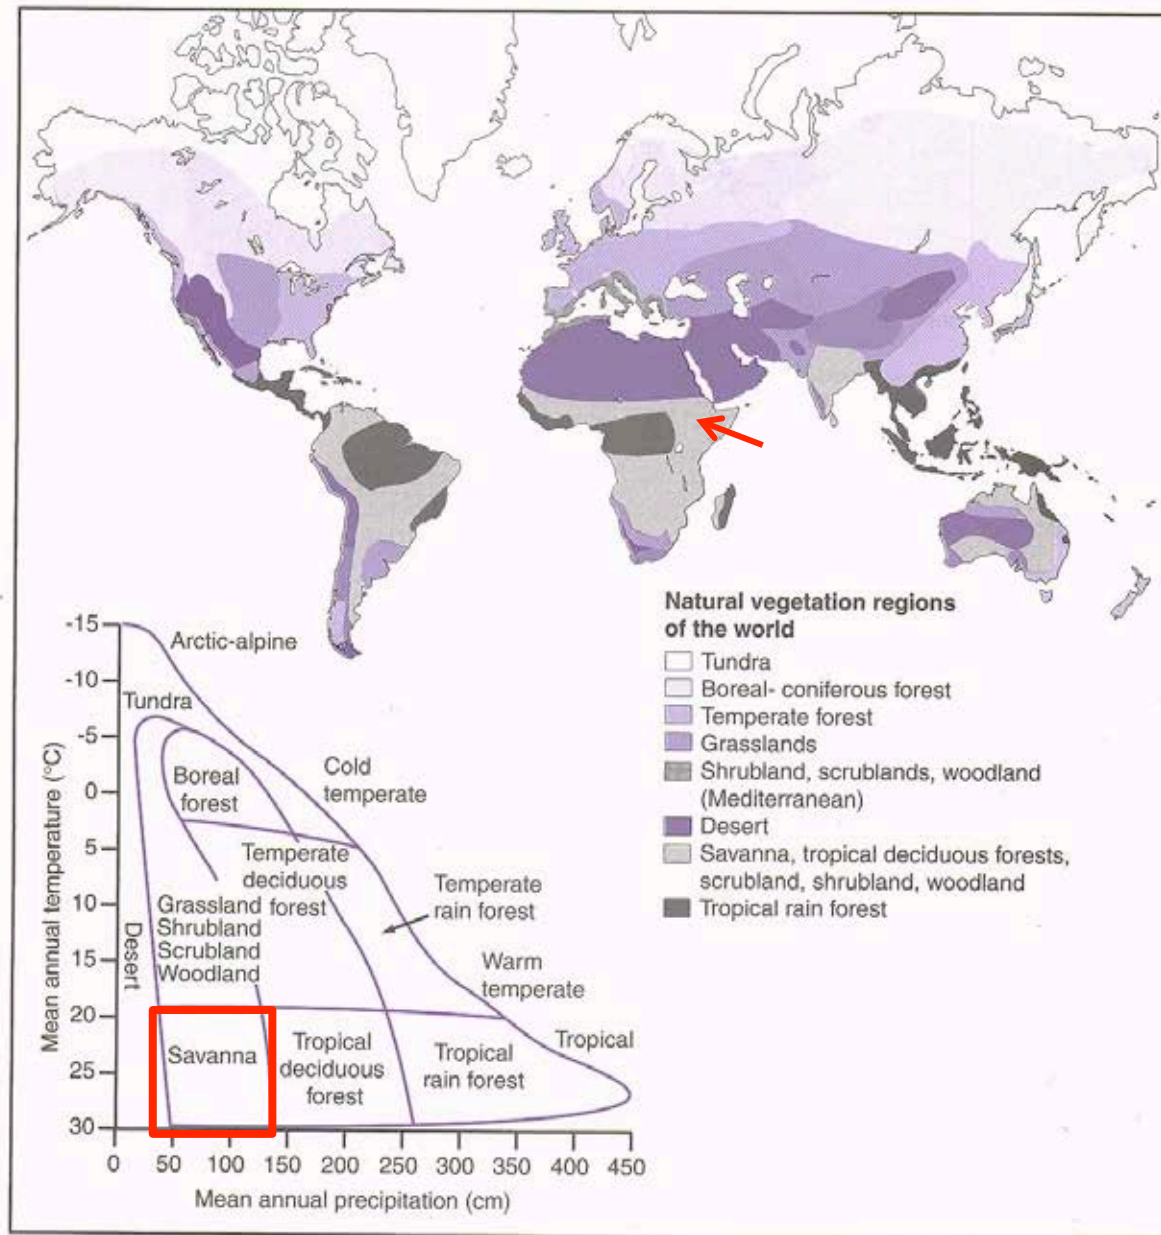 Natural vegetation regions
of the world
Tundra
Boreal- coniferous forest
Temperate forest
Grasslands
Shrubland, scrublands, woodland
(Mediterranean)
Desert
Savanna, tropical deciduous forests,
scrubland, shrubland, woodland
Tropical rain forest
Mean annual temperature (°C)
-15
-10
-5
0
5
10
15
20
25
30
Arctic-alpine
Tundra
Boreal
forest
Cold
temperate
Temperate
deciduous
forest
Temperate
rain forest
Grassland
Shrubland
Scrubland
Woodland
Desert
Warm
temperate
Savanna
Tropical
deciduous
forest
Tropical
rain forest
Tropical
0 50 100 150 200 250 300 350 400 450
Mean annual precipitation (cm)